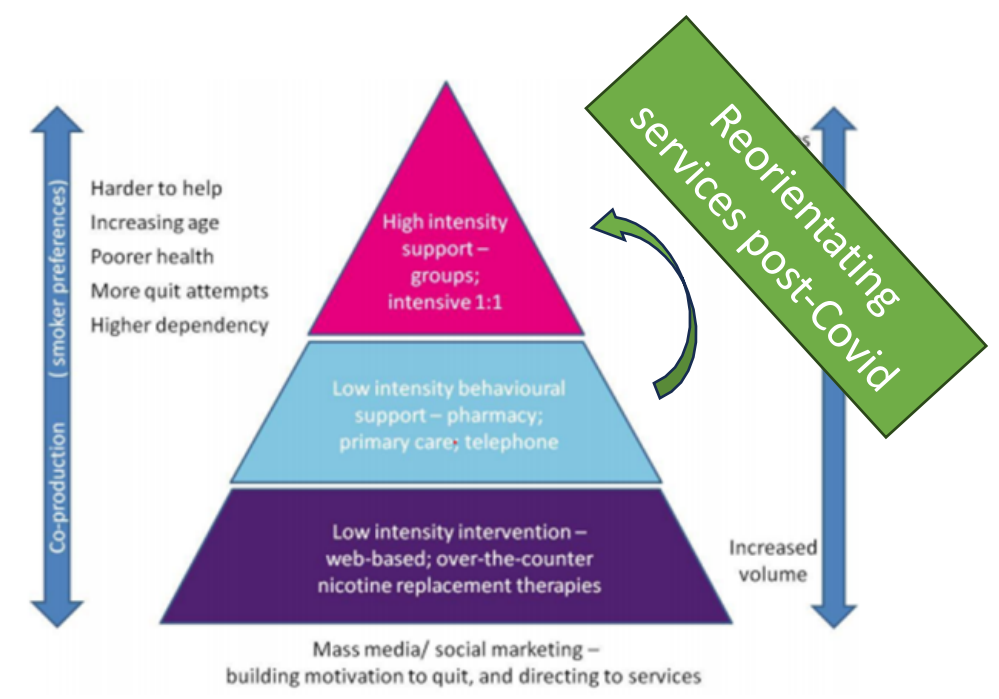 Reorientating
services post-Covid
Co-production ( smoker preferences)
Harder to help
Increasing age
Poorer health
More quit attempts
Higher dependency
High intensity
support –
groups;
intensive 1:1
Low intensity behavioural
support – pharmacy;
primary care; telephone
Low intensity intervention –
web-based; over-the-counter
nicotine replacement therapies
Increased
volume
Mass media/ social marketing –
building motivation to quit, and directing to services